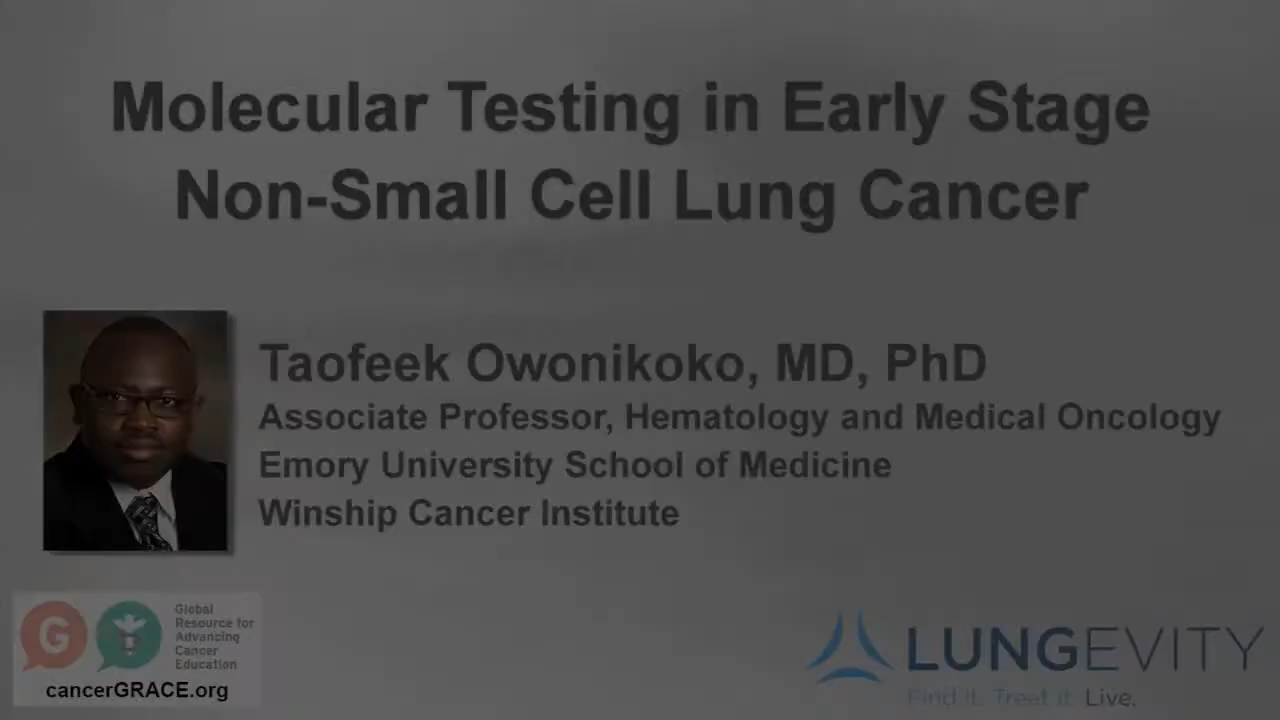 Molecular Testing in Early Stage
Non-Small Cell Lung Cancer
Taofeek Owonikoko, MD, PhD
Associate Professor, Hematology and Medical Oncology
Emory University School of Medicine
Winship Cancer Institute
G
Global
Resource for
Advancing
Cancer
Education
cancerGRACE.org
LUNGEVITY
Find It. Treat It. Live.